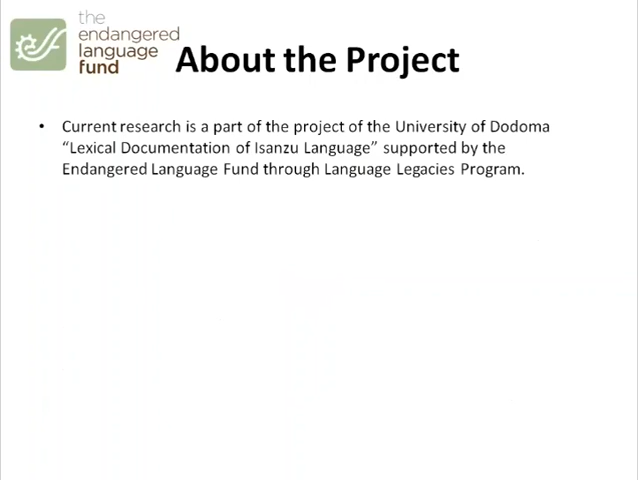 the
endangered
language
fund
About the Project
• Current research is a part of the project of the University of Dodoma
“Lexical Documentation of Isanzu Language” supported by the
Endangered Language Fund through Language Legacies Program.